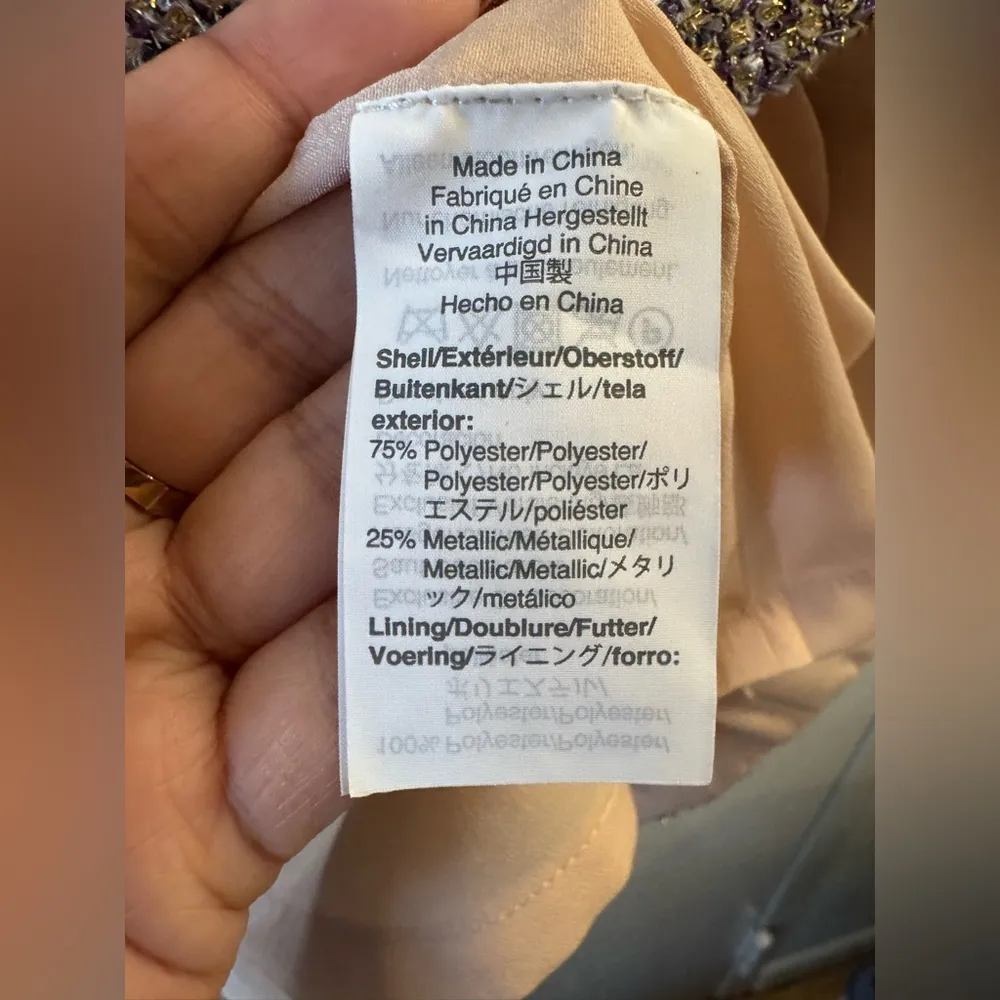 Made in China
Fabriqué en Chine
in China Hergestellt
Vervaardigd in China
中国製
Hecho en China
Shell/Extérieur/Oberstoff/
Buitenkant/シェル/tela
exterior:
75% Polyester/Polyester/
Polyester/Polyester/ポリ
エステル/poliéster
25% Metallic/Métallique/
Metallic/Metallic/メタリ
ック/metálico
Lining/Doublure/Futter/
Voering/ライニング/forro: